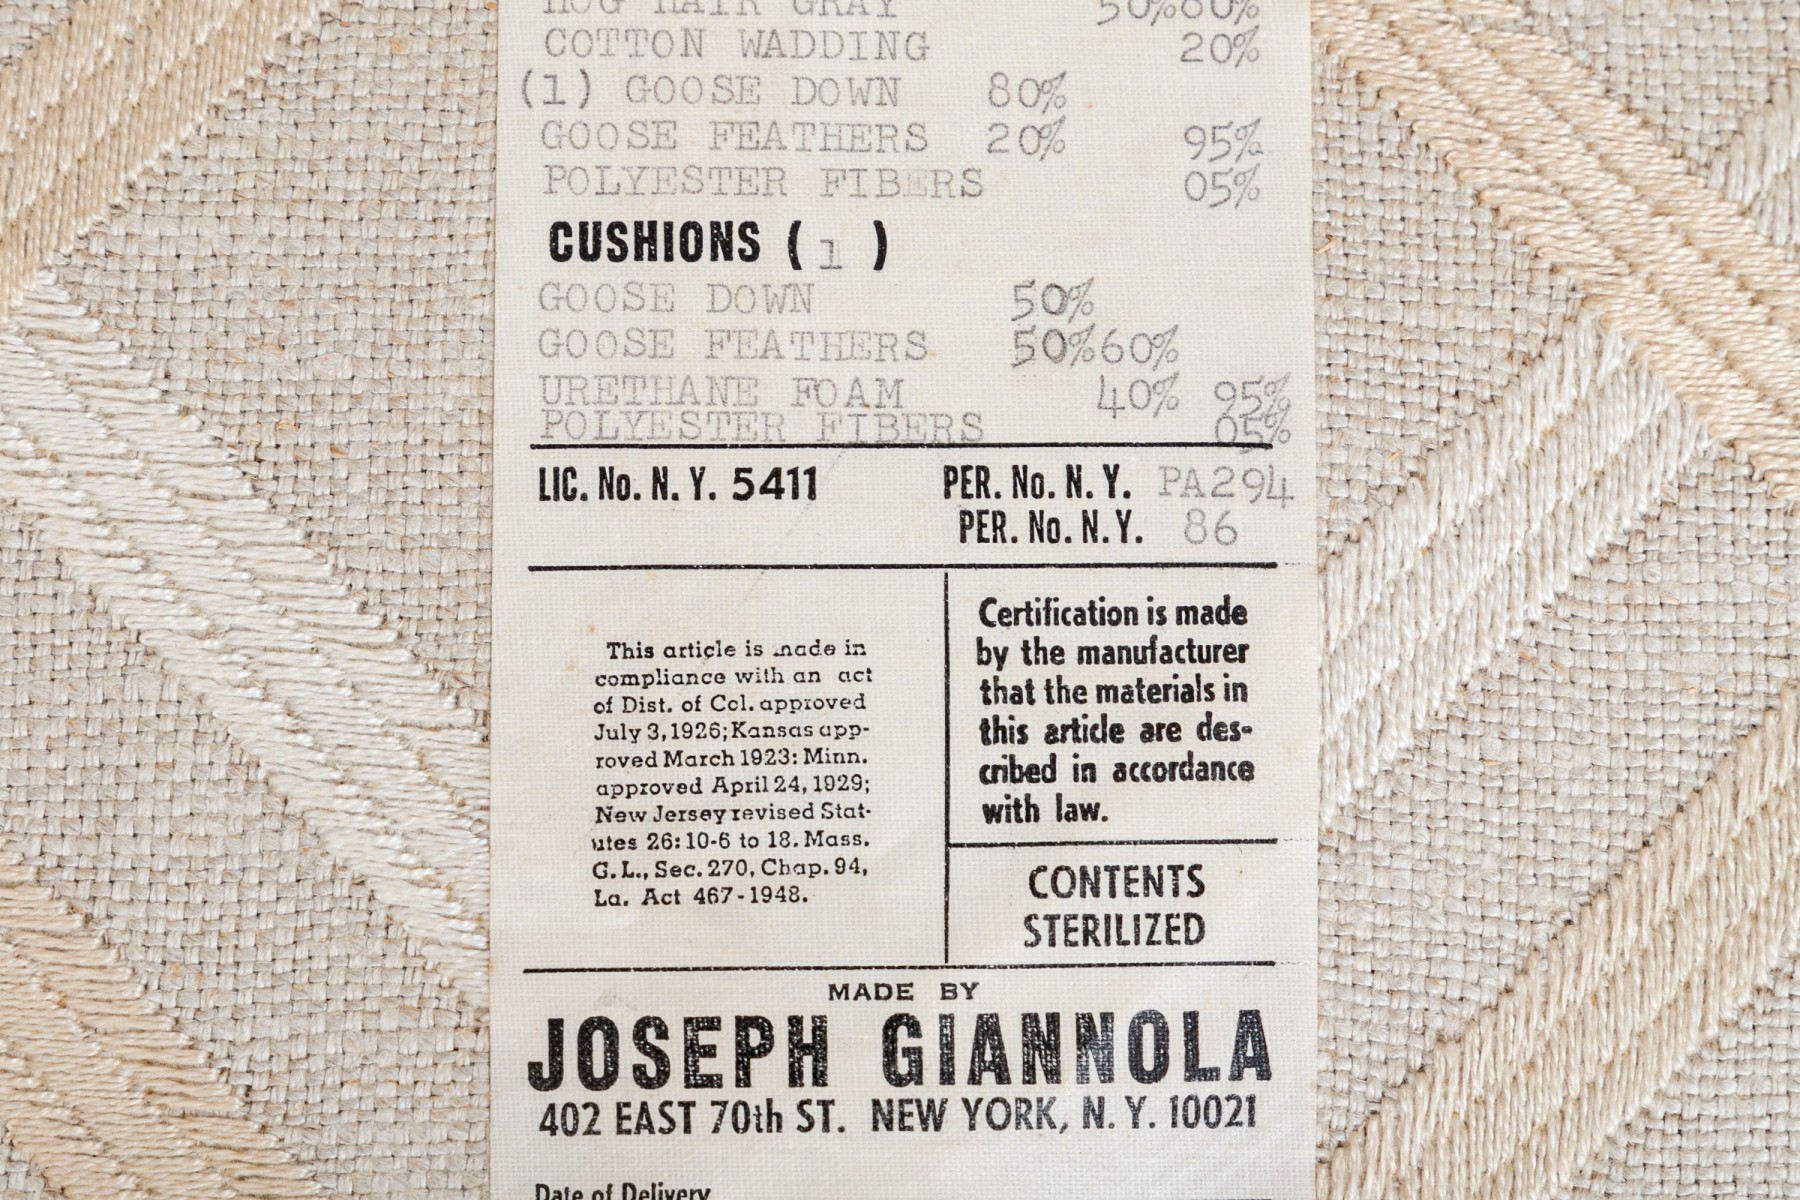 HOG HAIR GRAY 50%80%
COTTON WADDING 20%
(1) GOOSE DOWN 80%
GOOSE FEATHERS 20% 95%
POLYESTER FIBERS 05%
CUSHIONS ( 1 )
GOOSE DOWN 50%
GOOSE FEATHERS 50%60%
URETHANE FOAM 40% 95%
POLYESTER FIBERS 05%
LIC. No. N. Y. 5411 PER. No. N. Y. PA294
PER. No. N. Y. 86
This article is made in
compliance with an act
of Dist. of Col. approved
July 3, 1926; Kansas app-
roved March 1923: Minn.
approved April 24, 1929;
New Jersey revised Stat-
utes 26: 10-6 to 18. Mass.
G. L., Sec. 270, Chap. 94,
La. Act 467-1948.
Certification is made
by the manufacturer
that the materials in
this article are des-
cribed in accordance
with law.
CONTENTS
STERILIZED
MADE BY
JOSEPH GIANNOLA
402 EAST 70th ST. NEW YORK, N. Y. 10021
Date of Delivery